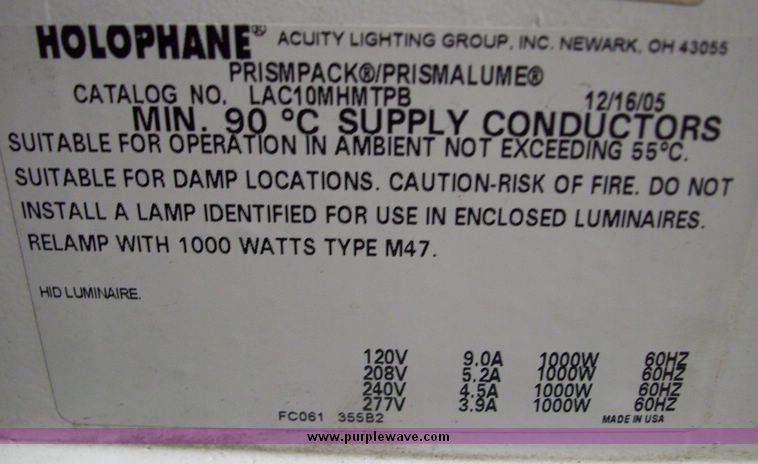 HOLOPHANE® ACUITY LIGHTING GROUP, INC. NEWARK, OH 43055
PRISMPACK®/PRISMALUME®
CATALOG NO. LAC10MHMTPB 12/16/05
MIN. 90 °C SUPPLY CONDUCTORS
SUITABLE FOR OPERATION IN AMBIENT NOT EXCEEDING 55°C.
SUITABLE FOR DAMP LOCATIONS. CAUTION-RISK OF FIRE. DO NOT
INSTALL A LAMP IDENTIFIED FOR USE IN ENCLOSED LUMINAIRES.
RELAMP WITH 1000 WATTS TYPE M47.
HID LUMINAIRE.
120V 9.0A 1000W 60HZ
208V 5.2A 1000W 60HZ
240V 4.5A 1000W 60HZ
277V 3.9A 1000W 60HZ
FC061 355B2 MADE IN USA
www.purplewave.com